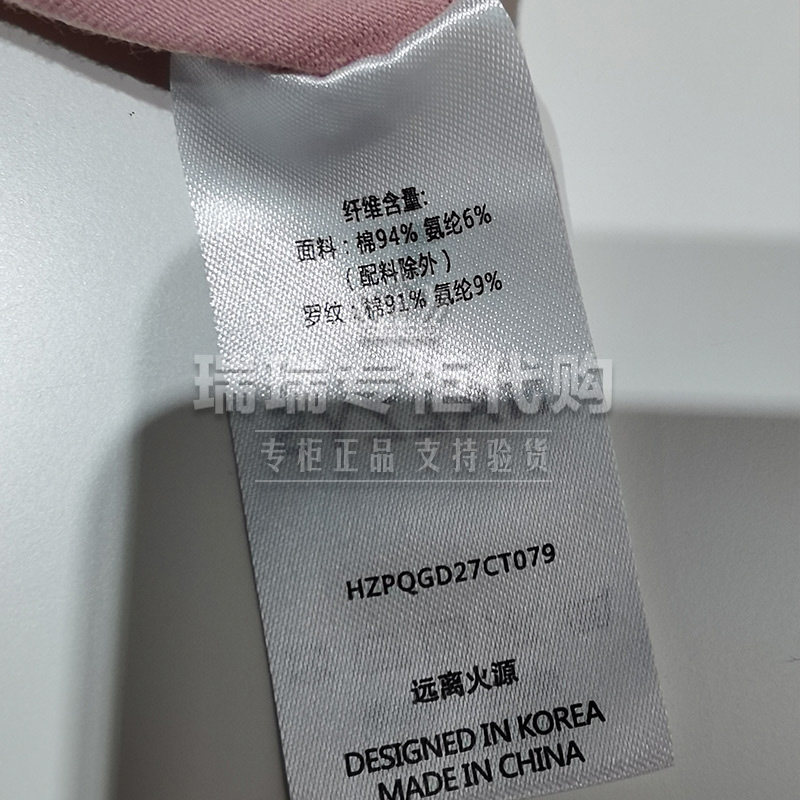 纤维含量:
面料:棉94% 氨纶6%
(配料除外)
罗纹:棉91% 氨纶9%
瑞瑞专柜代购
专柜正品 支持验货
HZPQGD27CT079
远离火源
DESIGNED IN KOREA
MADE IN CHINA